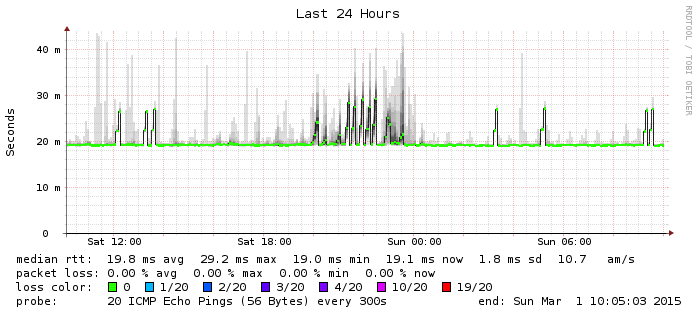 Last 24 Hours
RRDTOOL / TOBI OETIKER
Seconds
40 m
30 m
20 m
10 m
0
Sat 12:00 Sat 18:00 Sun 00:00 Sun 06:00
median rtt: 19.8 ms avg 29.2 ms max 19.0 ms min 19.1 ms now 1.8 ms sd 10.7 am/s
packet loss: 0.00 % avg 0.00 % max 0.00 % min 0.00 % now
loss color: 0 1/20 2/20 3/20 4/20 10/20 19/20
probe: 20 ICMP Echo Pings (56 Bytes) every 300s end: Sun Mar 1 10:05:03 2015